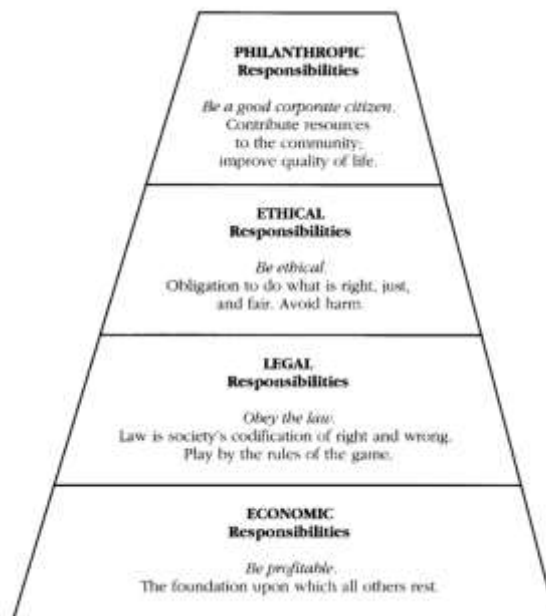 PHILANTHROPIC
Responsibilities
Be a good corporate citizen.
Contribute resources
to the community;
improve quality of life.
ETHICAL
Responsibilities
Be ethical.
Obligation to do what is right, just,
and fair. Avoid harm.
LEGAL
Responsibilities
Obey the law.
Law is society's codification of right and wrong.
Play by the rules of the game.
ECONOMIC
Responsibilities
Be profitable.
The foundation upon which all others rest.